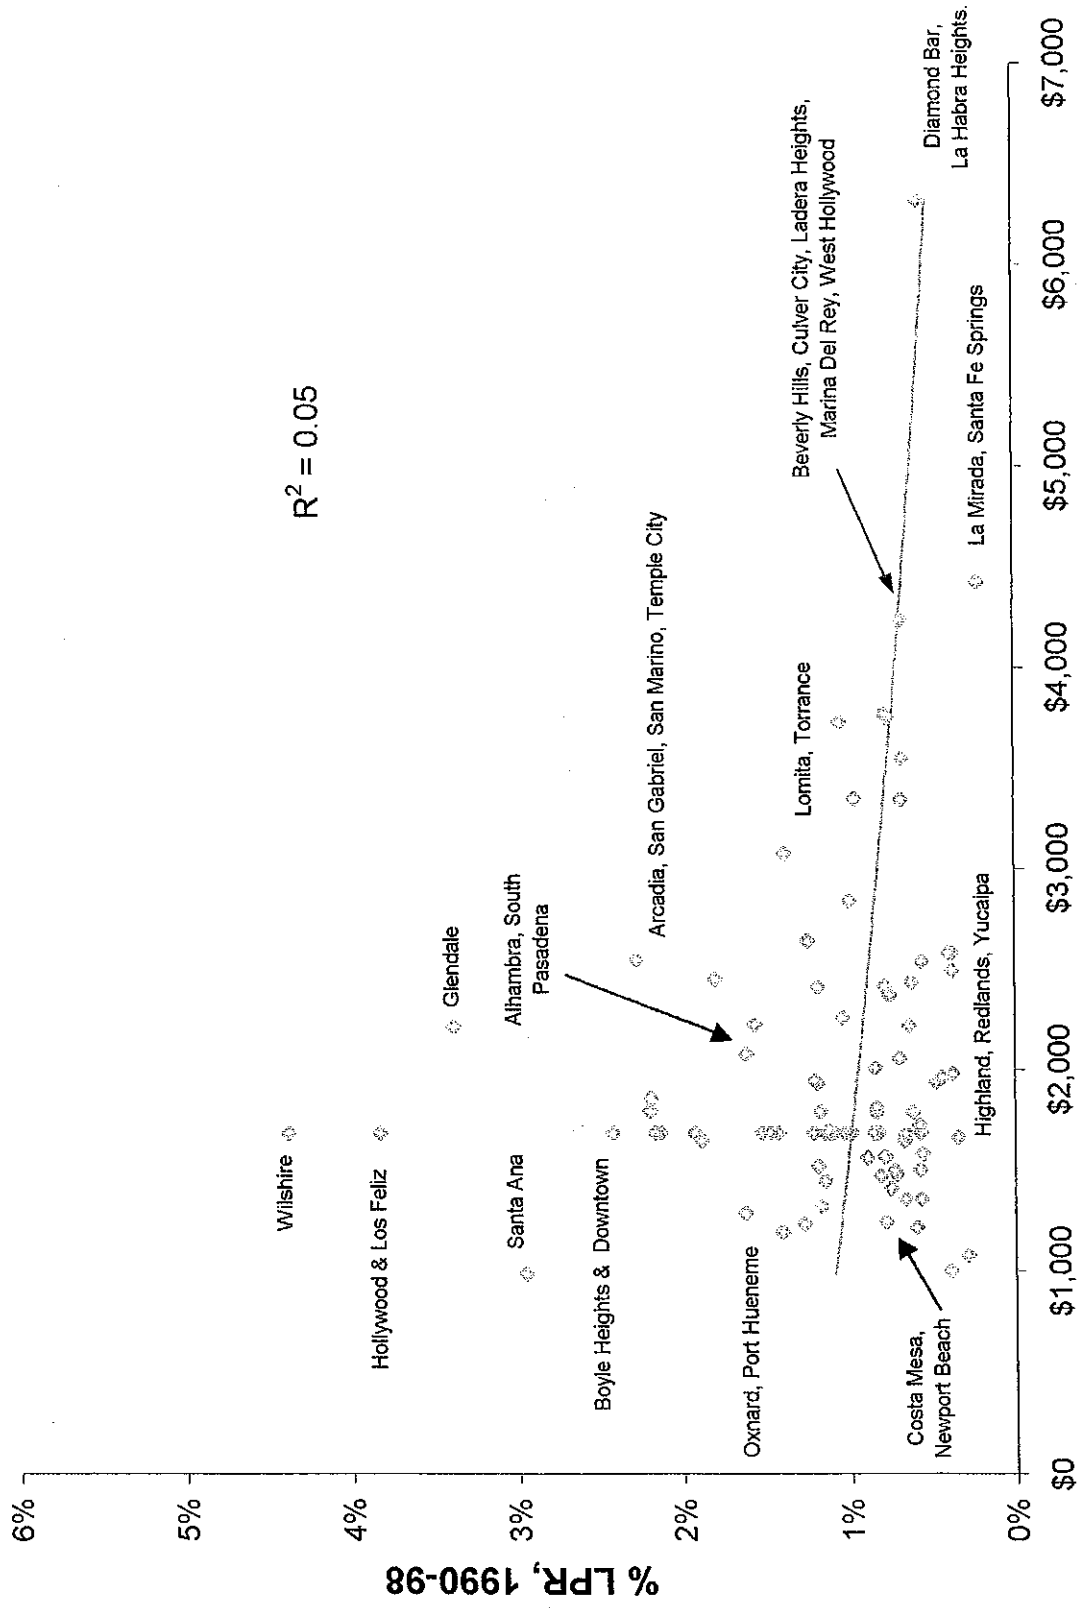 6%
5%
4%
3%
2%
1%
0%
% LPR, 1990-98
$0
$1,000
$2,000
$3,000
$4,000
$5,000
$6,000
$7,000
R² = 0.05
Wilshire
Hollywood & Los Feliz
Glendale
Santa Ana
Alhambra, South
Pasadena
Boyle Heights & Downtown
Arcadia, San Gabriel, San Marino, Temple City
Oxnard, Port Hueneme
Lomita, Torrance
Beverly Hills, Culver City, Ladera Heights,
Marina Del Rey, West Hollywood
Costa Mesa,
Newport Beach
Highland, Redlands, Yucaipa
La Mirada, Santa Fe Springs
Diamond Bar,
La Habra Heights.